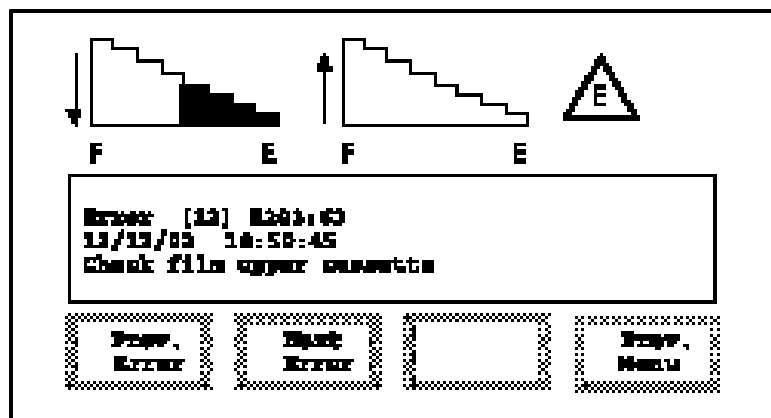 E
F E F E
Error
Check film upper cassette
Prev. Error
Next Error
Prev. Menu